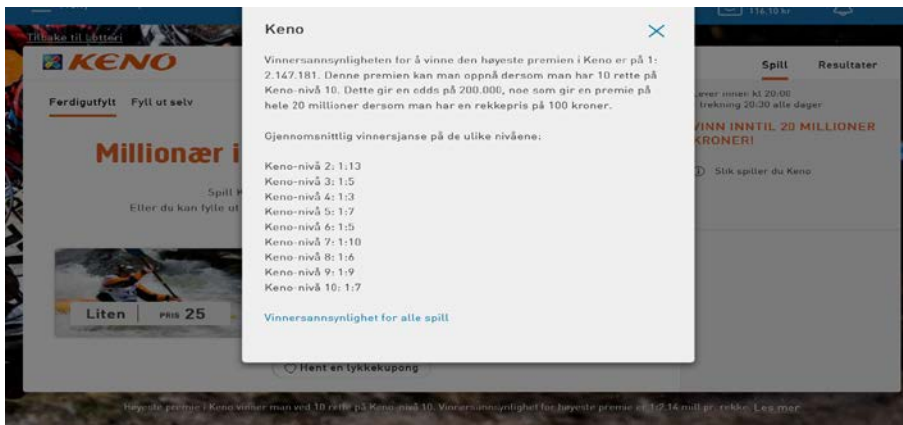 116,10 kr
Tilbake til Lotteri
KENO
Spill Resultater
Ferdigutfylt Fyll ut selv
Keno
Vinnersannsynligheten for å vinne den høyeste premien i Keno er på 1:
2.147.181. Denne premien kan man oppnå dersom man har 10 rette på
Keno-nivå 10. Dette gir en odds på 200.000, noe som gir en premie på
hele 20 millioner dersom man har en rekkepris på 100 kroner.
Gjennomsnittlig vinnersjanse på de ulike nivåene:
Keno-nivå 2: 1:13
Keno-nivå 3: 1:5
Keno-nivå 4: 1:3
Keno-nivå 5: 1:7
Keno-nivå 6: 1:5
Keno-nivå 7: 1:10
Keno-nivå 8: 1:6
Keno-nivå 9: 1:9
Keno-nivå 10: 1:7
Vinnersannsynlighet for alle spill
innen kl 20:00
trekning 20:30 alle dager
VINN INNTIL 20 MILLIONER
KRONER!
Slik spiller du Keno
Millionær i
Spill
Eller du kan fylle ut
Liten PRIS 25
Hent en lykkekupong
Høyeste premie i Keno vinner man ved 10 rette på Keno-nivå 10. Vinnersannsynlighet for høyeste premie er 1:2,14 mill pr. rekke. Les mer